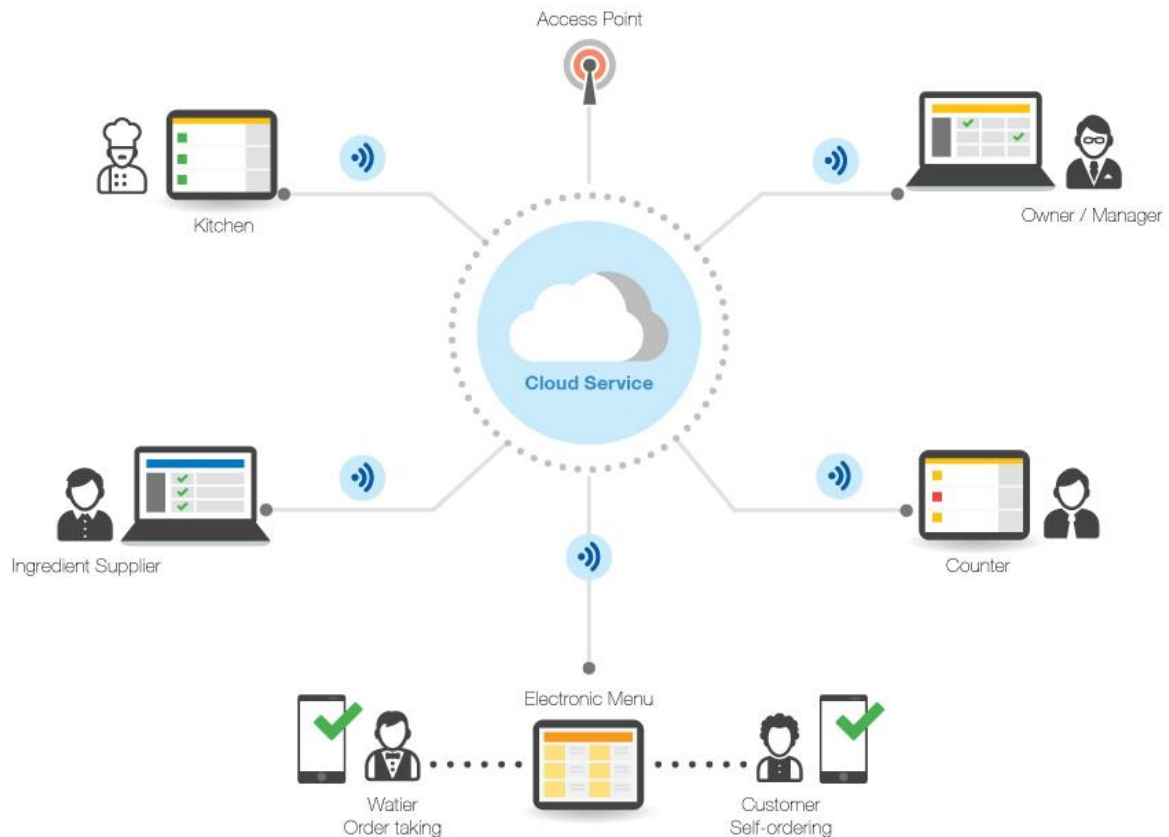 Access Point
Kitchen
Owner / Manager
Cloud Service
Ingredient Supplier
Counter
Electronic Menu
Watier
Order taking
Customer
Self-ordering